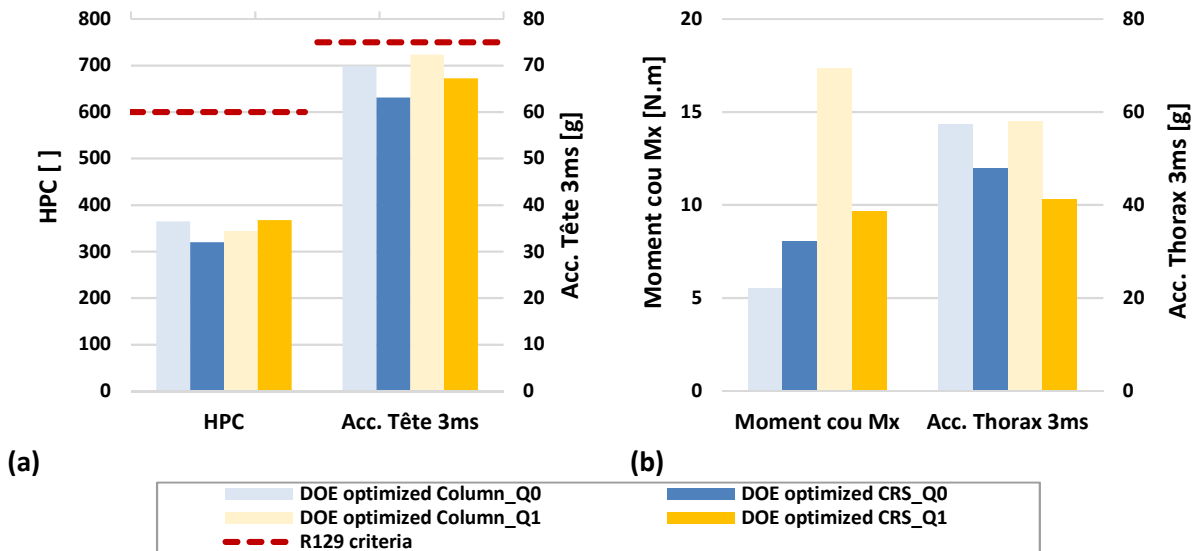 800
700
600
500
400
300
200
100
0
HPC [ ]
80
70
60
50
40
30
20
10
0
Acc. Tête 3ms [g]
HPC
Acc. Tête 3ms
(a)
20
15
10
5
0
Moment cou Mx [N.m]
80
60
40
20
0
Acc. Thorax 3ms [g]
Moment cou Mx
Acc. Thorax 3ms
(b)
DOE optimized Column_Q0
DOE optimized CRS_Q0
DOE optimized Column_Q1
DOE optimized CRS_Q1
R129 criteria